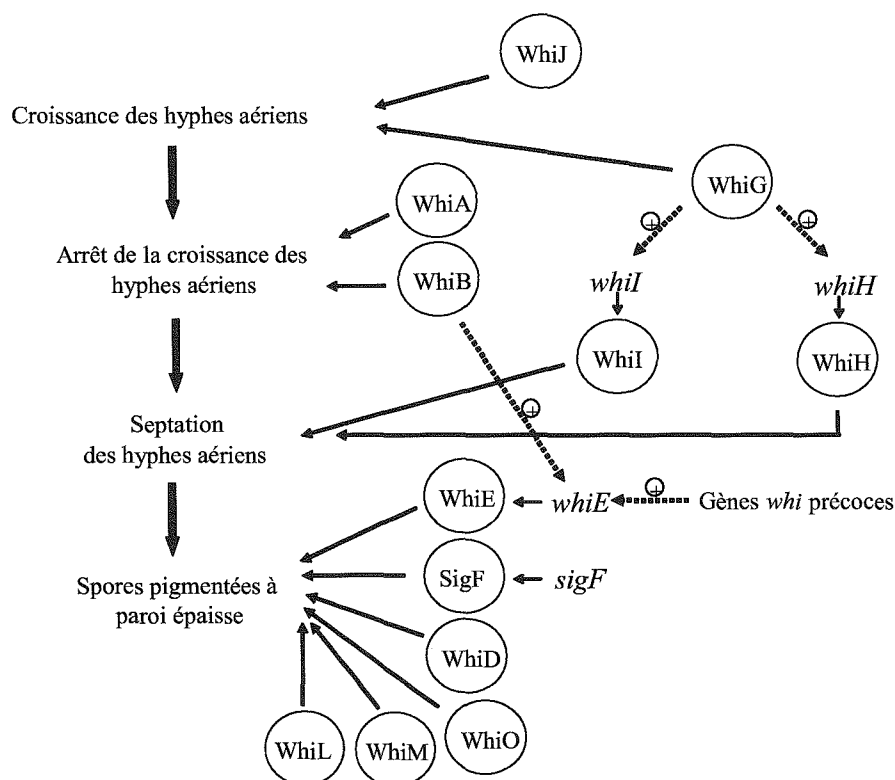 WhiJ
Croissance des hyphes aériens
WhiG
WhiA
+
+
Arrêt de la croissance des
hyphes aériens
WhiB
whiI
whiH
WhiI
WhiH
+
Septation
des hyphes aériens
+
WhiE
whiE
Gènes whi précoces
Spores pigmentées à
paroi épaisse
SigF
sigF
WhiD
WhiL
WhiM
WhiO